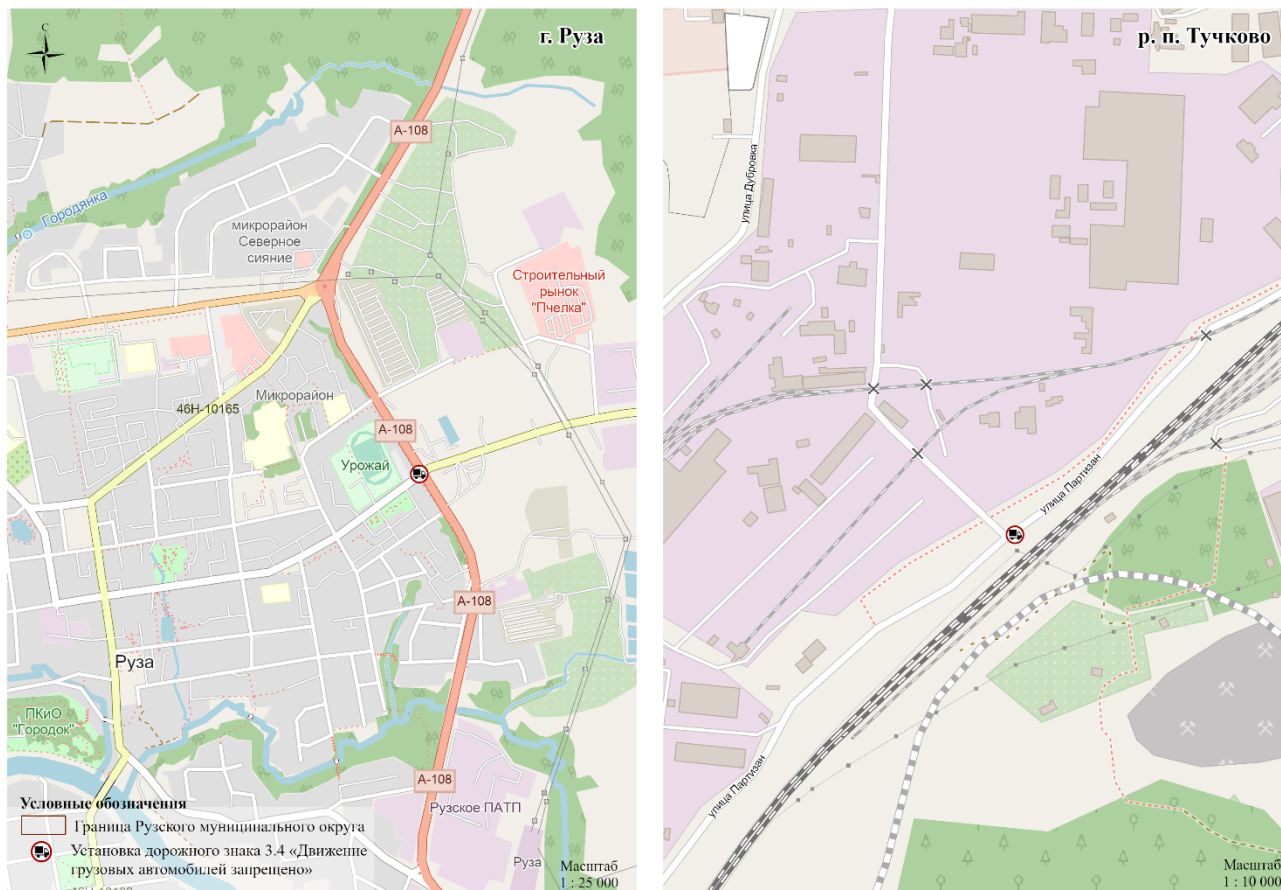 г. Руза
С
А-108
Городянка
микрорайон
Северное
сияние
Строительный
рынок
"Пчелка"
46Н-10165
Микрорайон
А-108
Урожай
А-108
Руза
ПКиО
"Городок"
А-108
Рузское ПАТП
Руза
Условные обозначения
Граница Рузского муниципального округа
Установка дорожного знака 3.4 «Движение
грузовых автомобилей запрещено»
Масштаб
1 : 25 000
р. п. Тучково
улица Дубровка
улица Партизан
улица Партизан
Масштаб
1 : 10 000